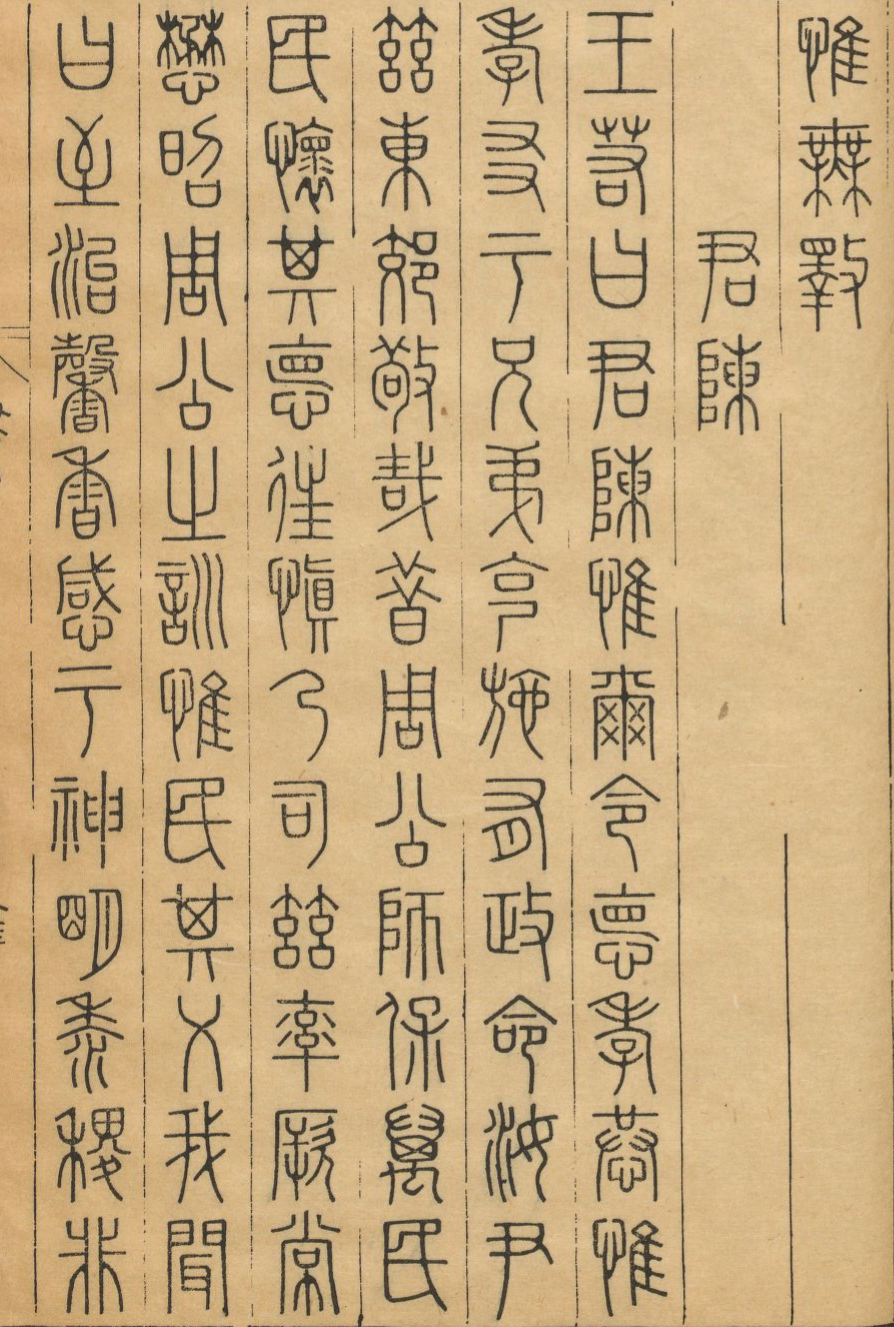 惟無斁
君陳
王若曰君陳惟爾令悳孝恭惟
孝友于兄弟克施有政命汝尹
茲東郊敬哉昔周公師保萬民
民懷其悳往慎乃司茲率厥常
懋昭周公之訓惟民其乂我聞
曰至治馨香感于神明黍稷非